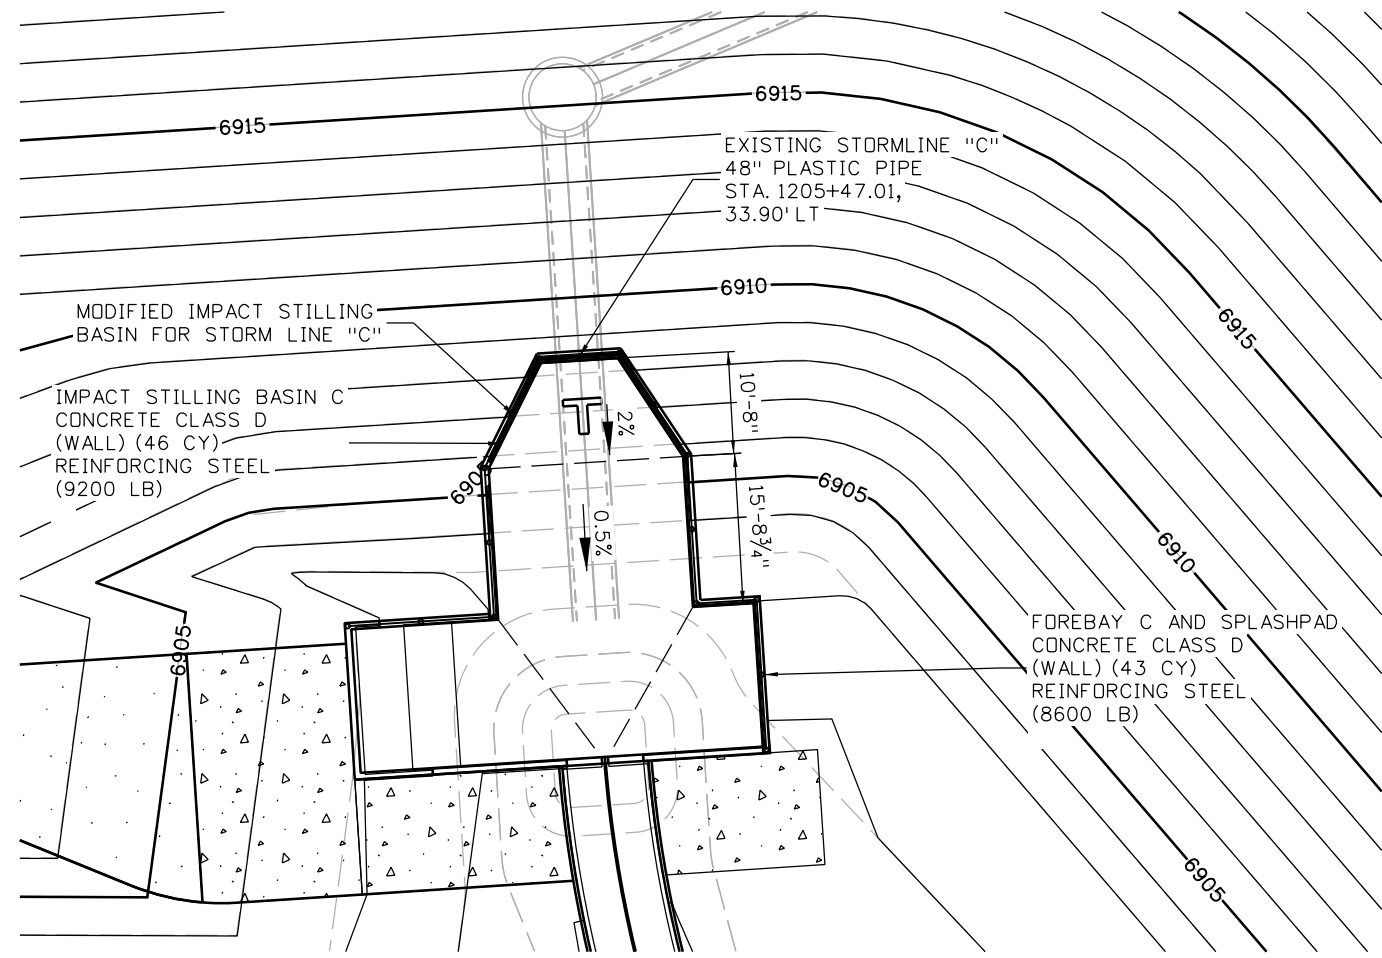 6915
6915
EXISTING STORMLINE "C"
48" PLASTIC PIPE
STA. 1205+47.01,
33.90' LT
6910
MODIFIED IMPACT STILLING
BASIN FOR STORM LINE "C"
6915
IMPACT STILLING BASIN C
CONCRETE CLASS D
(WALL) (46 CY)
REINFORCING STEEL
(9200 LB)
10'-8"
2%
690
6905
15'-8¾"
0.5%
6910
6905
FOREBAY C AND SPLASHPAD
CONCRETE CLASS D
(WALL) (43 CY)
REINFORCING STEEL
(8600 LB)
6905